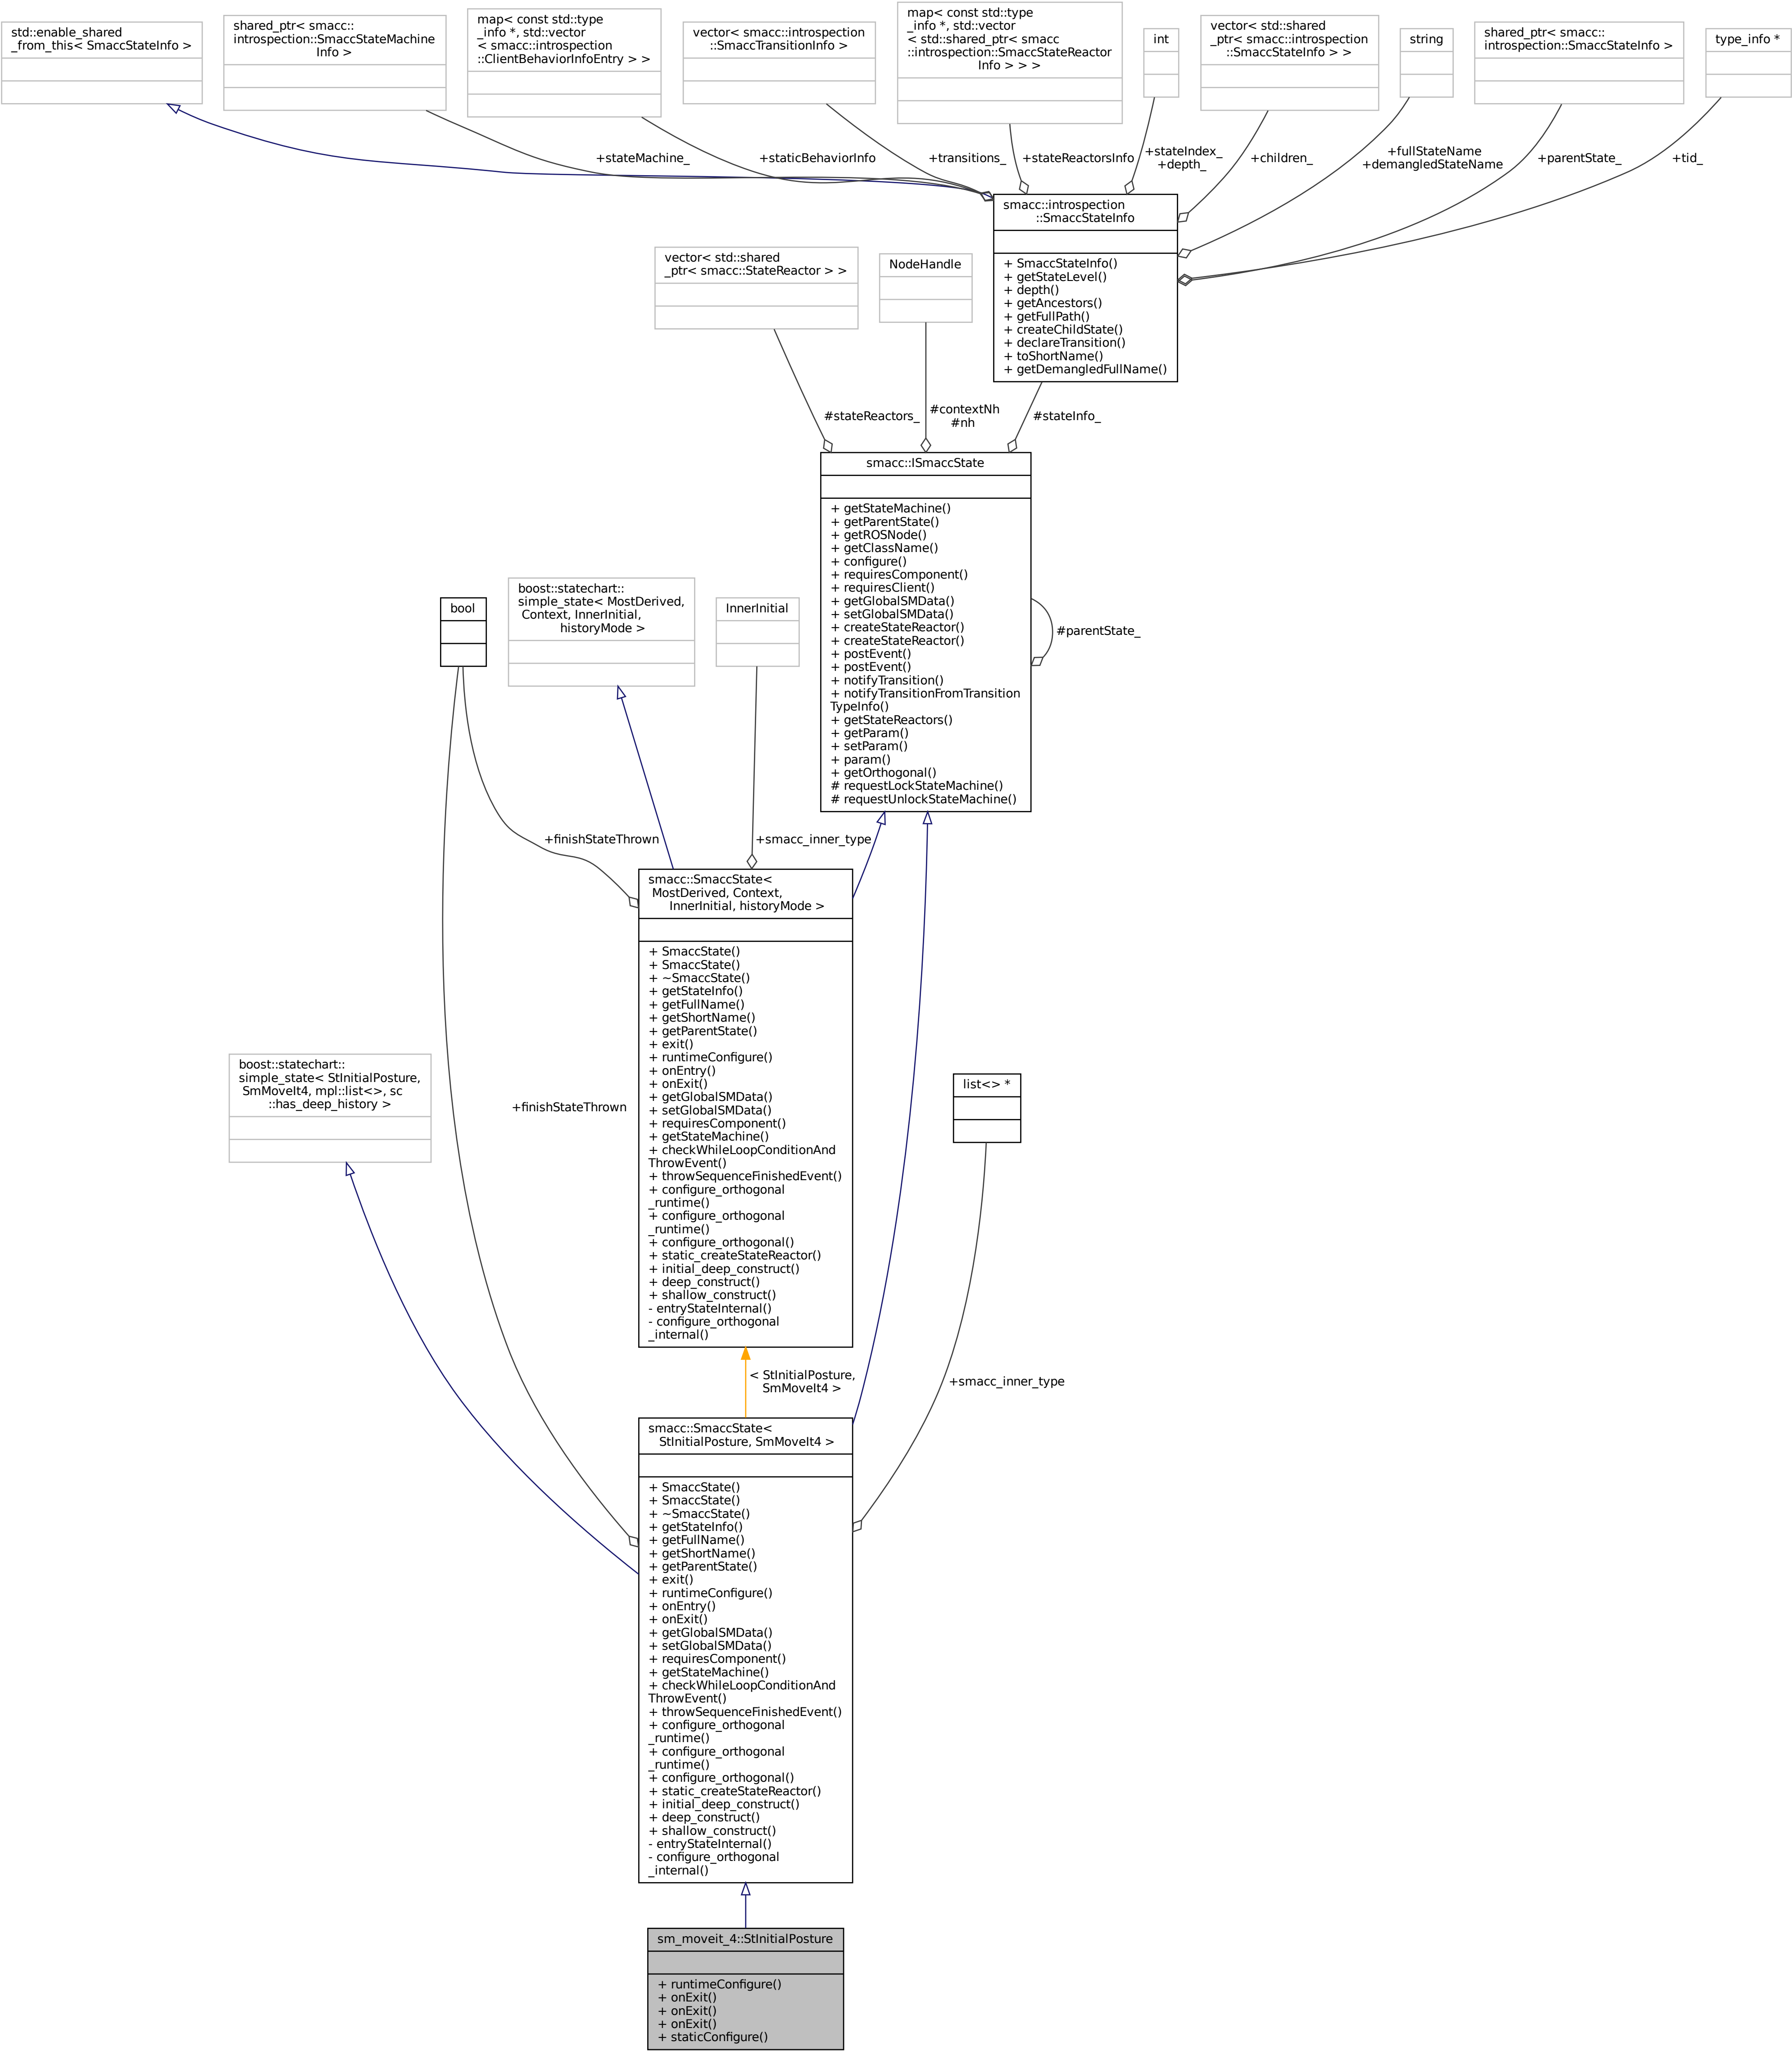 std::enable_shared
_from_this< SmaccStateInfo >
shared_ptr< smacc::
introspection::SmaccStateMachine
Info >
map< const std::type
_info *, std::vector
< smacc::introspection
::ClientBehaviorInfoEntry > >
vector< smacc::introspection
::SmaccTransitionInfo >
map< const std::type
_info *, std::vector
< std::shared_ptr< smacc
::introspection::SmaccStateReactor
Info > > >
int
vector< std::shared
_ptr< smacc::introspection
::SmaccStateInfo > >
string
shared_ptr< smacc::
introspection::SmaccStateInfo >
type_info *
+stateMachine_
+staticBehaviorInfo
+transitions_
+stateReactorsInfo
+stateIndex_
+depth_
+children_
+fullStateName
+demangledStateName
+parentState_
+tid_
smacc::introspection
::SmaccStateInfo
+ SmaccStateInfo()
+ getStateLevel()
+ depth()
+ getAncestors()
+ getFullPath()
+ createChildState()
+ declareTransition()
+ toShortName()
+ getDemangledFullName()
vector< std::shared
_ptr< smacc::StateReactor > >
NodeHandle
#stateReactors_
#contextNh
#nh
#stateInfo_
smacc::ISmaccState
+ getStateMachine()
+ getParentState()
+ getROSNode()
+ getClassName()
+ configure()
+ requiresComponent()
+ requiresClient()
+ getGlobalSMData()
+ setGlobalSMData()
+ createStateReactor()
+ createStateReactor()
+ postEvent()
+ postEvent()
+ notifyTransition()
+ notifyTransitionFromTransition
TypeInfo()
+ getStateReactors()
+ getParam()
+ setParam()
+ param()
+ getOrthogonal()
# requestLockStateMachine()
# requestUnlockStateMachine()
#parentState_
bool
boost::statechart::
simple_state< MostDerived,
Context, InnerInitial,
historyMode >
InnerInitial
+finishStateThrown
+smacc_inner_type
smacc::SmaccState<
MostDerived, Context,
InnerInitial, historyMode >
+ SmaccState()
+ SmaccState()
+ ~SmaccState()
+ getStateInfo()
+ getFullName()
+ getShortName()
+ getParentState()
+ exit()
+ runtimeConfigure()
+ onEntry()
+ onExit()
+ getGlobalSMData()
+ setGlobalSMData()
+ requiresComponent()
+ getStateMachine()
+ checkWhileLoopConditionAnd
ThrowEvent()
+ throwSequenceFinishedEvent()
+ configure_orthogonal
_runtime()
+ configure_orthogonal
_runtime()
+ configure_orthogonal()
+ static_createStateReactor()
+ initial_deep_construct()
+ deep_construct()
+ shallow_construct()
- entryStateInternal()
- configure_orthogonal
_internal()
boost::statechart::
simple_state< StInitialPosture,
SmMoveIt4, mpl::list<>, sc
::has_deep_history >
+finishStateThrown
list<> *
< StInitialPosture,
SmMoveIt4 >
+smacc_inner_type
smacc::SmaccState<
StInitialPosture, SmMoveIt4 >
+ SmaccState()
+ SmaccState()
+ ~SmaccState()
+ getStateInfo()
+ getFullName()
+ getShortName()
+ getParentState()
+ exit()
+ runtimeConfigure()
+ onEntry()
+ onExit()
+ getGlobalSMData()
+ setGlobalSMData()
+ requiresComponent()
+ getStateMachine()
+ checkWhileLoopConditionAnd
ThrowEvent()
+ throwSequenceFinishedEvent()
+ configure_orthogonal
_runtime()
+ configure_orthogonal
_runtime()
+ configure_orthogonal()
+ static_createStateReactor()
+ initial_deep_construct()
+ deep_construct()
+ shallow_construct()
- entryStateInternal()
- configure_orthogonal
_internal()
sm_moveit_4::StInitialPosture
+ runtimeConfigure()
+ onExit()
+ onExit()
+ onExit()
+ staticConfigure()